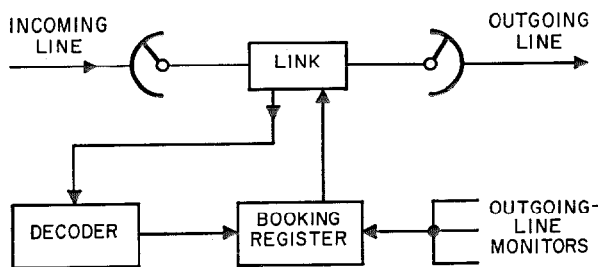 INCOMING
LINE
OUTGOING
LINE
LINK
DECODER
BOOKING
REGISTER
OUTGOING-
LINE
MONITORS